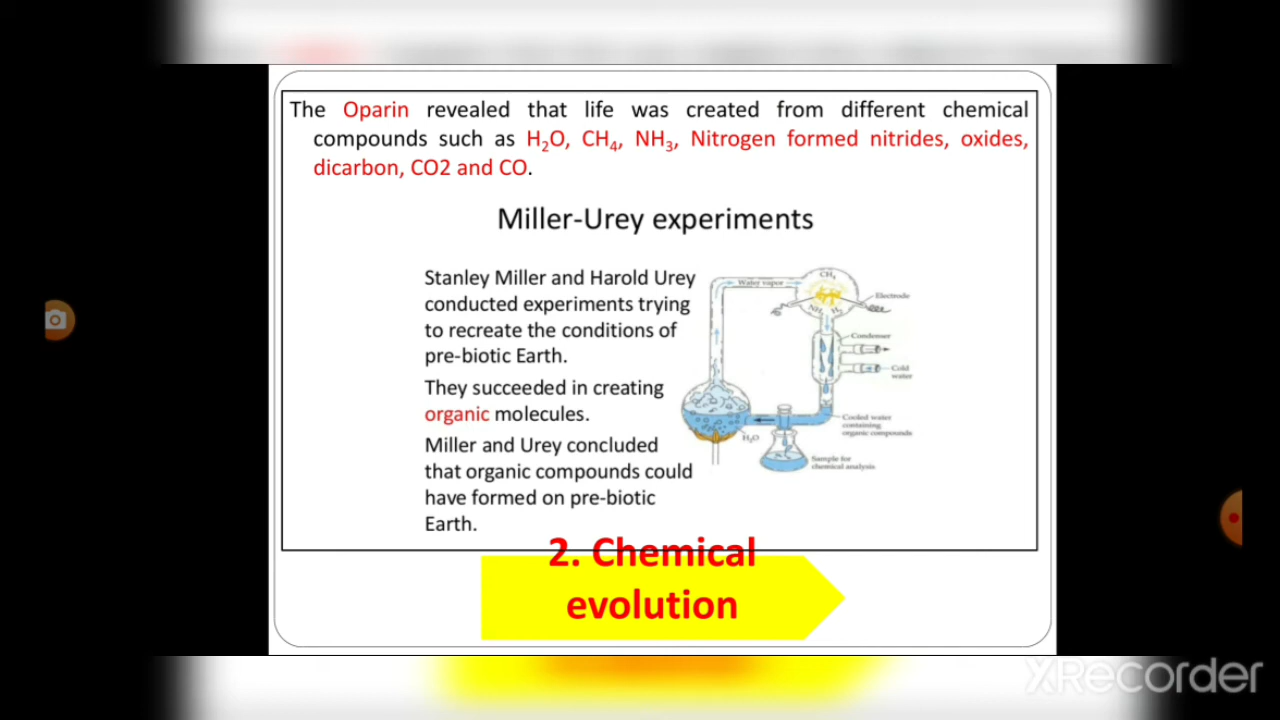 The Oparin revealed that life was created from different chemical
compounds such as H₂O, CH₄, NH₃, Nitrogen formed nitrides, oxides,
dicarbon, CO2 and CO.
Miller-Urey experiments
Stanley Miller and Harold Urey
conducted experiments trying
to recreate the conditions of
pre-biotic Earth.
They succeeded in creating
organic molecules.
Miller and Urey concluded
that organic compounds could
have formed on pre-biotic
Earth.
CH₄
Water vapor
Electrode
NH₃ H₂
Condenser
Cold
water
Cooled water
containing
organic compounds
H₂O
Sample for
chemical analysis
2. Chemical
evolution
XRecorder